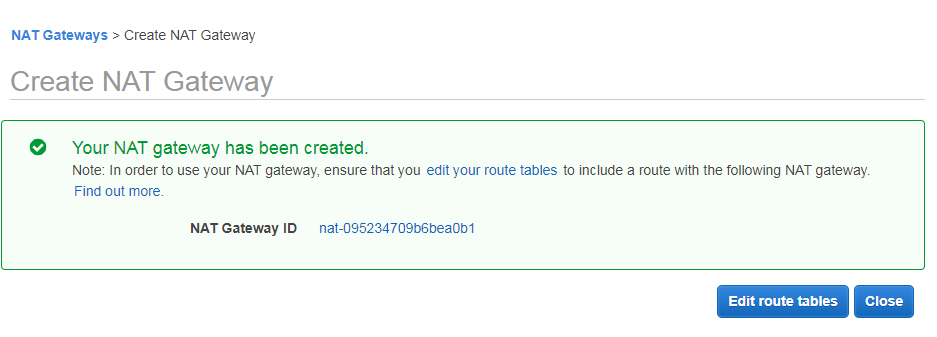 NAT Gateways > Create NAT Gateway
Create NAT Gateway
Your NAT gateway has been created.
Note: In order to use your NAT gateway, ensure that you edit your route tables to include a route with the following NAT gateway.
Find out more.
NAT Gateway ID nat-095234709b6bea0b1
Edit route tables Close